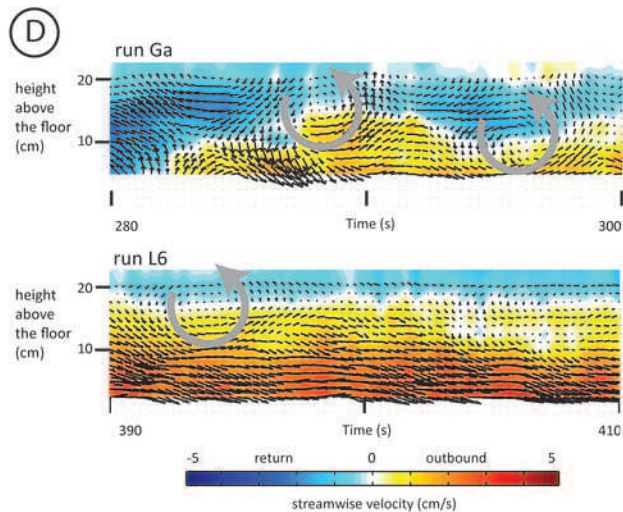 D
run Ga
height
above
the floor
(cm)
20
10
280
Time (s)
300
run L6
height
above
the floor
(cm)
20
10
390
Time (s)
410
-5 return 0 outbound 5
streamwise velocity (cm/s)